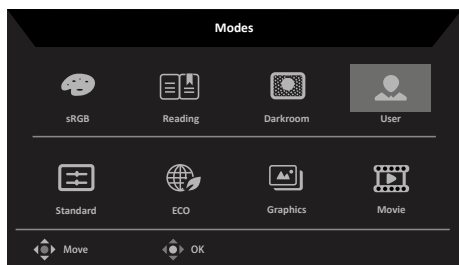 Modes
sRGB Reading Darkroom User
Standard ECO Graphics Movie
Move OK